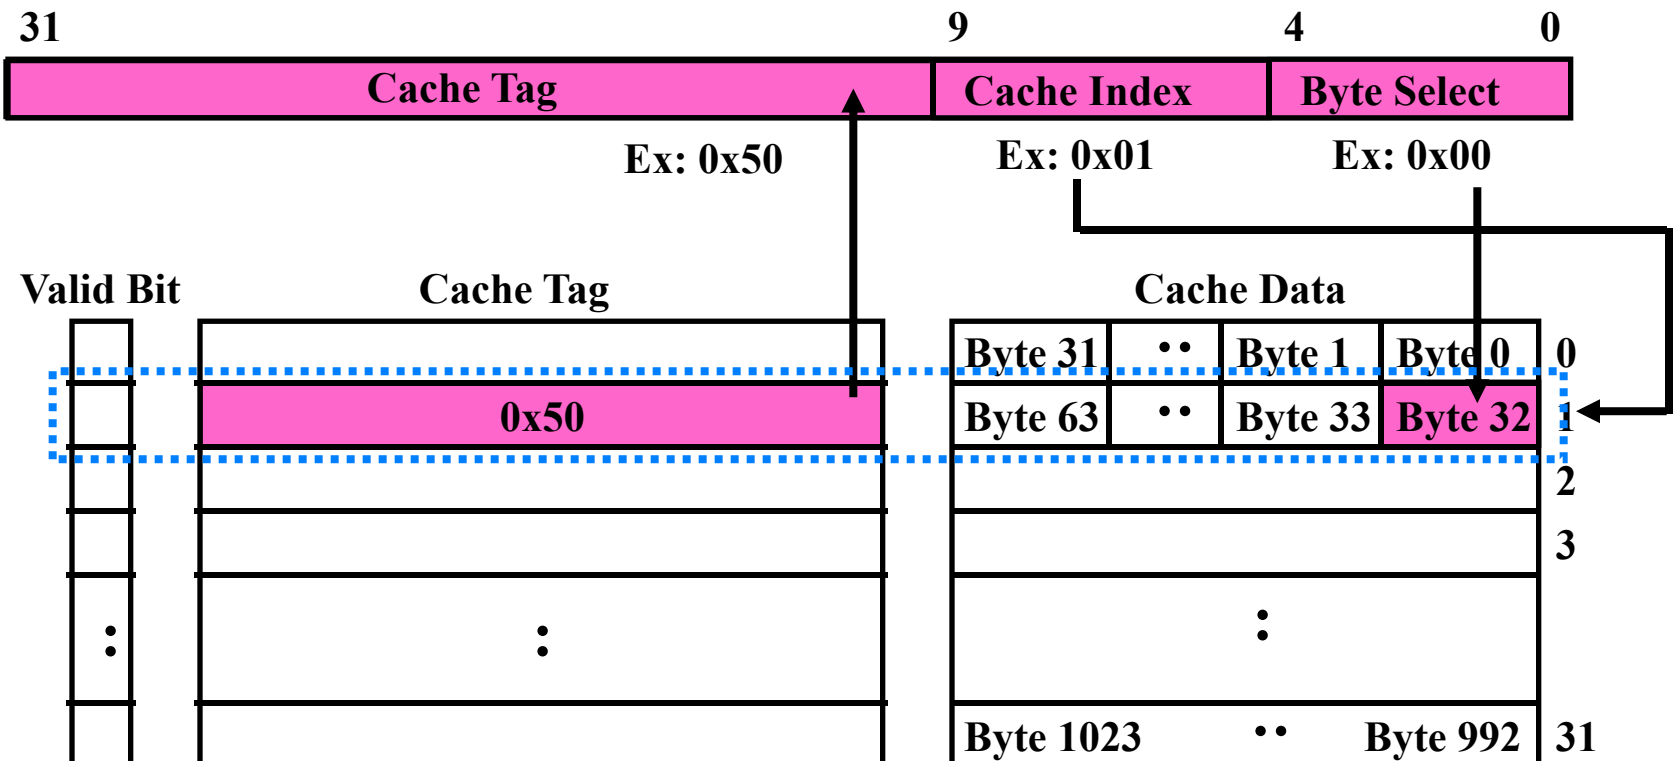 31 9 4 0
Cache Tag Cache Index Byte Select
Ex: 0x50 Ex: 0x01 Ex: 0x00
Valid Bit Cache Tag Cache Data
Byte 31 ·· Byte 1 Byte 0 0
0x50 Byte 63 ·· Byte 33 Byte 32 1
2
3
: : :
Byte 1023 ·· Byte 992 31